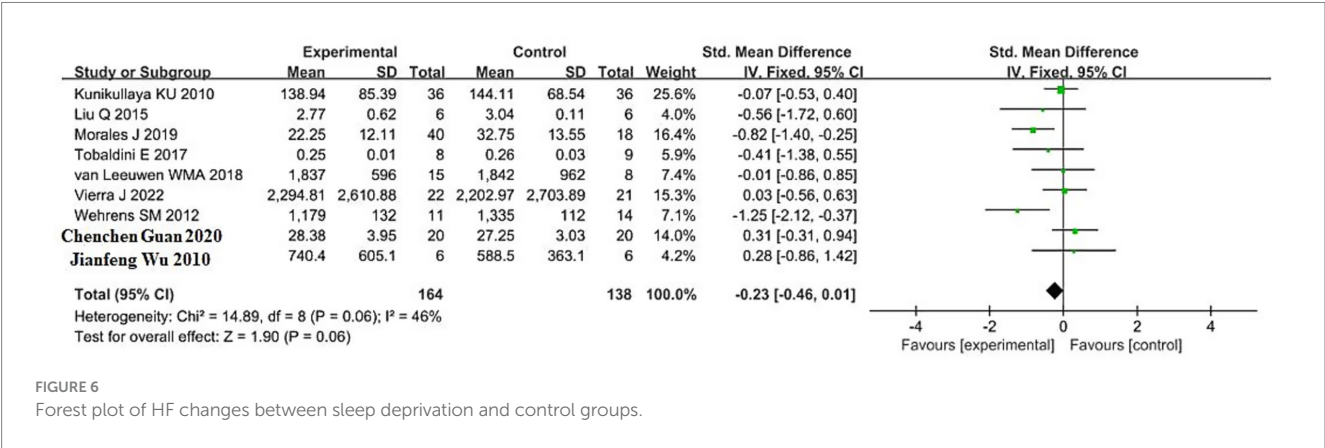 Experimental Control Std. Mean Difference Std. Mean Difference
Study or Subgroup Mean SD Total Mean SD Total Weight IV, Fixed, 95% CI IV, Fixed, 95% CI
Kunikullaya KU 2010 138.94 85.39 36 144.11 68.54 36 25.6% -0.07 [-0.53, 0.40]
Liu Q 2015 2.77 0.62 6 3.04 0.11 6 4.0% -0.56 [-1.72, 0.60]
Morales J 2019 22.25 12.11 40 32.75 13.55 18 16.4% -0.82 [-1.40, -0.25]
Tobaldini E 2017 0.25 0.01 8 0.26 0.03 9 5.9% -0.41 [-1.38, 0.55]
van Leeuwen WMA 2018 1,837 596 15 1,842 962 8 7.4% -0.01 [-0.86, 0.85]
Vierra J 2022 2,294.81 2,610.88 22 2,202.97 2,703.89 21 15.3% 0.03 [-0.56, 0.63]
Wehrens SM 2012 1,179 132 11 1,335 112 14 7.1% -1.25 [-2.12, -0.37]
Chenchen Guan 2020 28.38 3.95 20 27.25 3.03 20 14.0% 0.31 [-0.31, 0.94]
Jianfeng Wu 2010 740.4 605.1 6 588.5 363.1 6 4.2% 0.28 [-0.86, 1.42]
Total (95% CI) 164 138 100.0% -0.23 [-0.46, 0.01]
Heterogeneity: Chi² = 14.89, df = 8 (P = 0.06); I² = 46%
Test for overall effect: Z = 1.90 (P = 0.06)
-4 -2 0 2 4
Favours [experimental] Favours [control]
FIGURE 6
Forest plot of HF changes between sleep deprivation and control groups.